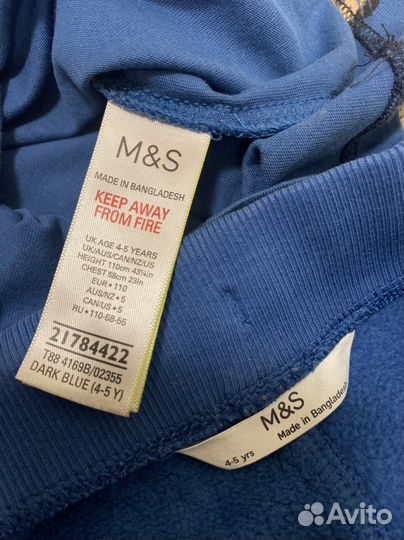 M&S
MADE IN BANGLADESH
KEEP AWAY
FROM FIRE
UK AGE 4-5 YEARS
UK/AUS/CAN/NZ/US
HEIGHT 110cm 43¼in
CHEST 58cm 23in
EUR • 110
AUS/NZ • 5
CAN/US • 5
RU • 110-58-55
21784422
T88 4169B/02355
DARK BLUE (4-5 Y)
M&S
Made in Bangladesh
4-5 yrs
Avito